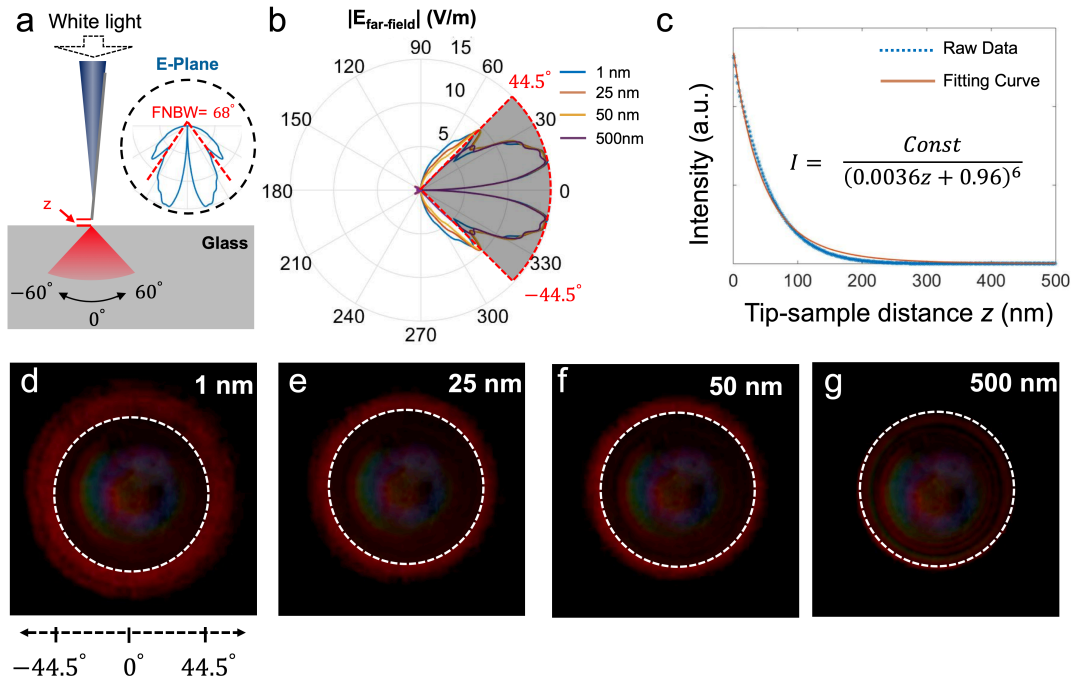 a
White light
E-Plane
FNBW= 68°
z
Glass
−60°
60°
0°
b
|E_far-field| (V/m)
90
15
120
60
44.5°
10
150
30
5
180
0
210
330
−44.5°
240
300
270
1 nm
25 nm
50 nm
500nm
c
Intensity (a.u.)
Raw Data
Fitting Curve
I = Const / (0.0036z + 0.96)^6
0
100
200
300
400
500
Tip-sample distance z (nm)
d
1 nm
e
25 nm
f
50 nm
g
500 nm
−44.5°
0°
44.5°